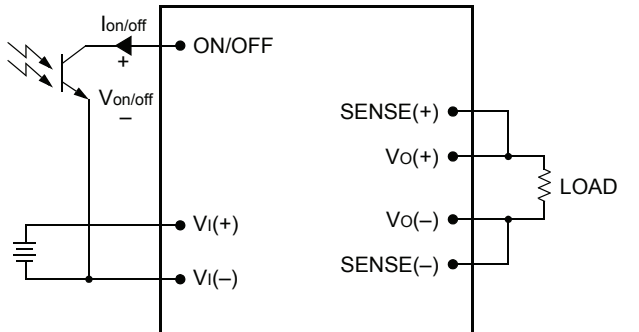 Ion/off
ON/OFF
+
Von/off
–
SENSE(+)
VO(+)
LOAD
VO(–)
VI(+)
VI(–)
SENSE(–)